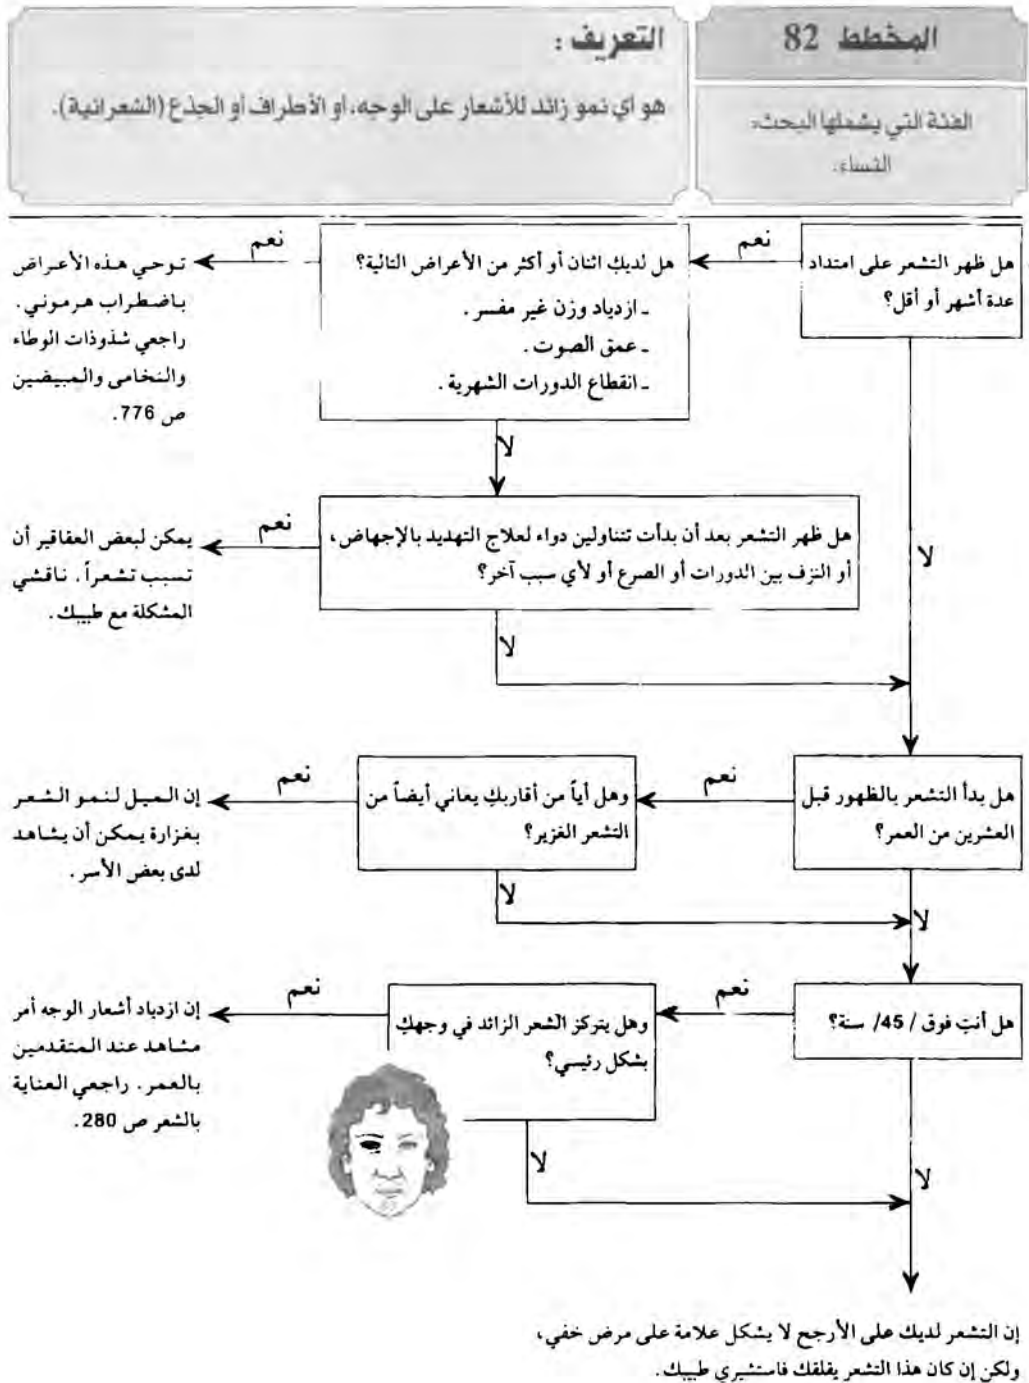 المخطط 82
الفئة التي يشملها البحث:
النساء.
التعريف :
هو أي نمو زائد للأشعار على الوجه، أو الأطراف أو الجذع (الشعرانية).
هل ظهر التشعر على امتداد
عدة أشهر أو أقل؟
نعم
هل لديكِ اثنان أو أكثر من الأعراض التالية؟
ـ ازدياد وزن غير مفسر.
ـ عمق الصوت.
ـ انقطاع الدورات الشهرية.
نعم
توحي هذه الأعراض
باضطراب هرموني.
راجعي شذوذات الوطاء
والنخامى والمبيضين
ص 776.
لا
لا
هل ظهر التشعر بعد أن بدأت تتناولين دواء لعلاج التهديد بالإجهاض،
أو النزف بين الدورات أو الصرع أو لأي سبب آخر؟
نعم
يمكن لبعض العقاقير أن
تسبب تشعراً. ناقشي
المشكلة مع طبيبك.
لا
هل بدأ التشعر بالظهور قبل
العشرين من العمر؟
نعم
وهل أياً من أقاربكِ يعاني أيضاً من
التشعر الغزير؟
نعم
إن الميل لنمو الشعر
بغزارة يمكن أن يشاهد
لدى بعض الأسر.
لا
لا
هل أنتِ فوق /45/ سنة؟
نعم
وهل يتركز الشعر الزائد في وجهكِ
بشكل رئيسي؟
نعم
إن ازدياد أشعار الوجه أمر
مشاهد عند المتقدمين
بالعمر. راجعي العناية
بالشعر ص 280.
لا
لا
إن التشعر لديك على الأرجح لا يشكل علامة على مرض خفي،
ولكن إن كان هذا التشعر يقلقك فاستشيري طبيبك.